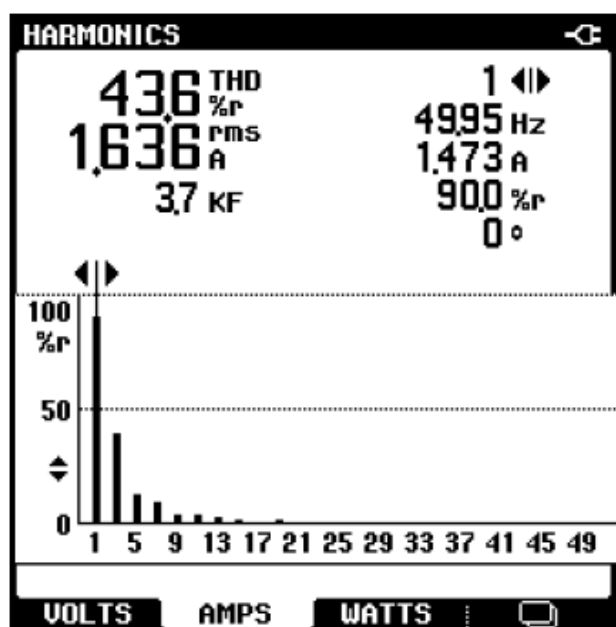 HARMONICS
43.6 THD %r
1.636 rms A
3.7 KF
1
49.95 Hz
1.473 A
90.0 %r
0 °
100
%r
50
0
1 5 9 13 17 21 25 29 33 37 41 45 49
VOLTS AMPS WATTS